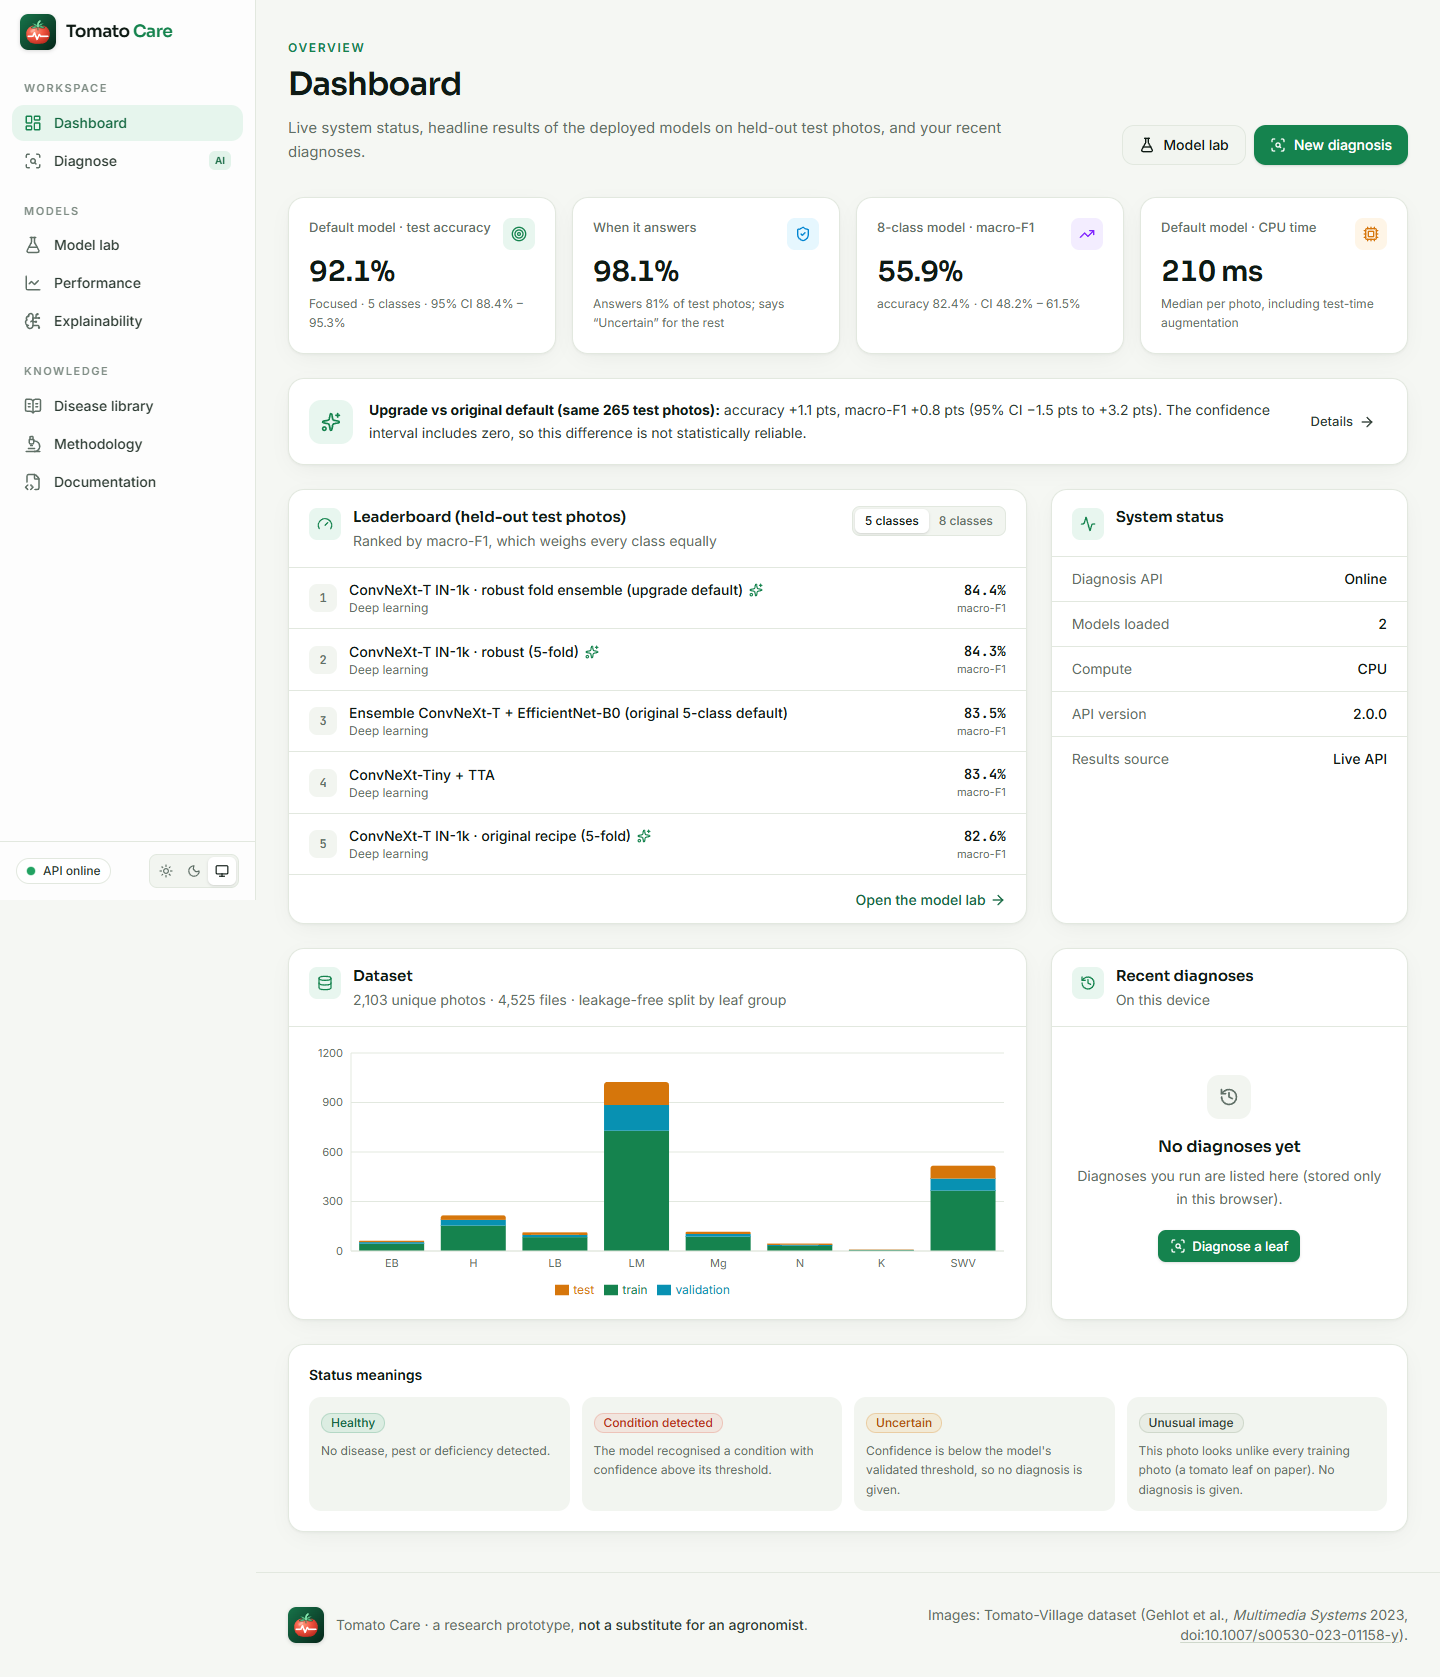 Tomato Care
WORKSPACE
Dashboard
Diagnose AI
MODELS
Model lab
Performance
Explainability
KNOWLEDGE
Disease library
Methodology
Documentation
API online
OVERVIEW
Dashboard
Live system status, headline results of the deployed models on held-out test photos, and your recent
diagnoses.
Model lab
New diagnosis
Default model · test accuracy
92.1%
Focused · 5 classes · 95% CI 88.4% –
95.3%
When it answers
98.1%
Answers 81% of test photos; says
“Uncertain” for the rest
8-class model · macro-F1
55.9%
accuracy 82.4% · CI 48.2% – 61.5%
Default model · CPU time
210 ms
Median per photo, including test-time
augmentation
Upgrade vs original default (same 265 test photos): accuracy +1.1 pts, macro-F1 +0.8 pts (95% CI −1.5 pts to +3.2 pts). The confidence
interval includes zero, so this difference is not statistically reliable.
Details
Leaderboard (held-out test photos)
Ranked by macro-F1, which weighs every class equally
5 classes 8 classes
1 ConvNeXt-T IN-1k · robust fold ensemble (upgrade default) 84.4%
Deep learning macro-F1
2 ConvNeXt-T IN-1k · robust (5-fold) 84.3%
Deep learning macro-F1
3 Ensemble ConvNeXt-T + EfficientNet-B0 (original 5-class default) 83.5%
Deep learning macro-F1
4 ConvNeXt-Tiny + TTA 83.4%
Deep learning macro-F1
5 ConvNeXt-T IN-1k · original recipe (5-fold) 82.6%
Deep learning macro-F1
Open the model lab
System status
Diagnosis API Online
Models loaded 2
Compute CPU
API version 2.0.0
Results source Live API
Dataset
2,103 unique photos · 4,525 files · leakage-free split by leaf group
1200
900
600
300
0
EB H LB LM Mg N K SWV
test train validation
Recent diagnoses
On this device
No diagnoses yet
Diagnoses you run are listed here (stored only
in this browser).
Diagnose a leaf
Status meanings
Healthy
No disease, pest or deficiency detected.
Condition detected
The model recognised a condition with
confidence above its threshold.
Uncertain
Confidence is below the model's
validated threshold, so no diagnosis is
given.
Unusual image
This photo looks unlike every training
photo (a tomato leaf on paper). No
diagnosis is given.
Tomato Care · a research prototype, not a substitute for an agronomist.
Images: Tomato-Village dataset (Gehlot et al., Multimedia Systems 2023,
doi:10.1007/s00530-023-01158-y).